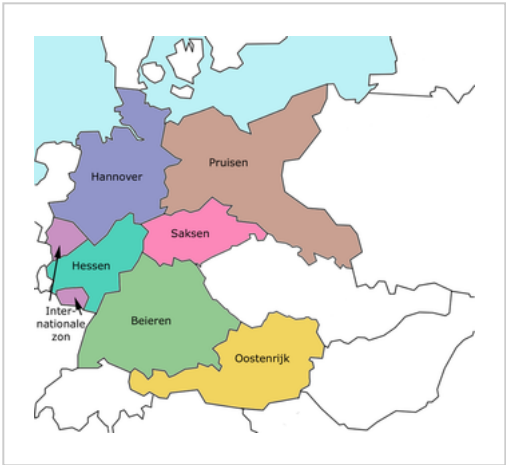 Pruisen
Hannover
Saksen
Hessen
Inter-
nationale
zon
Beieren
Oostenrijk